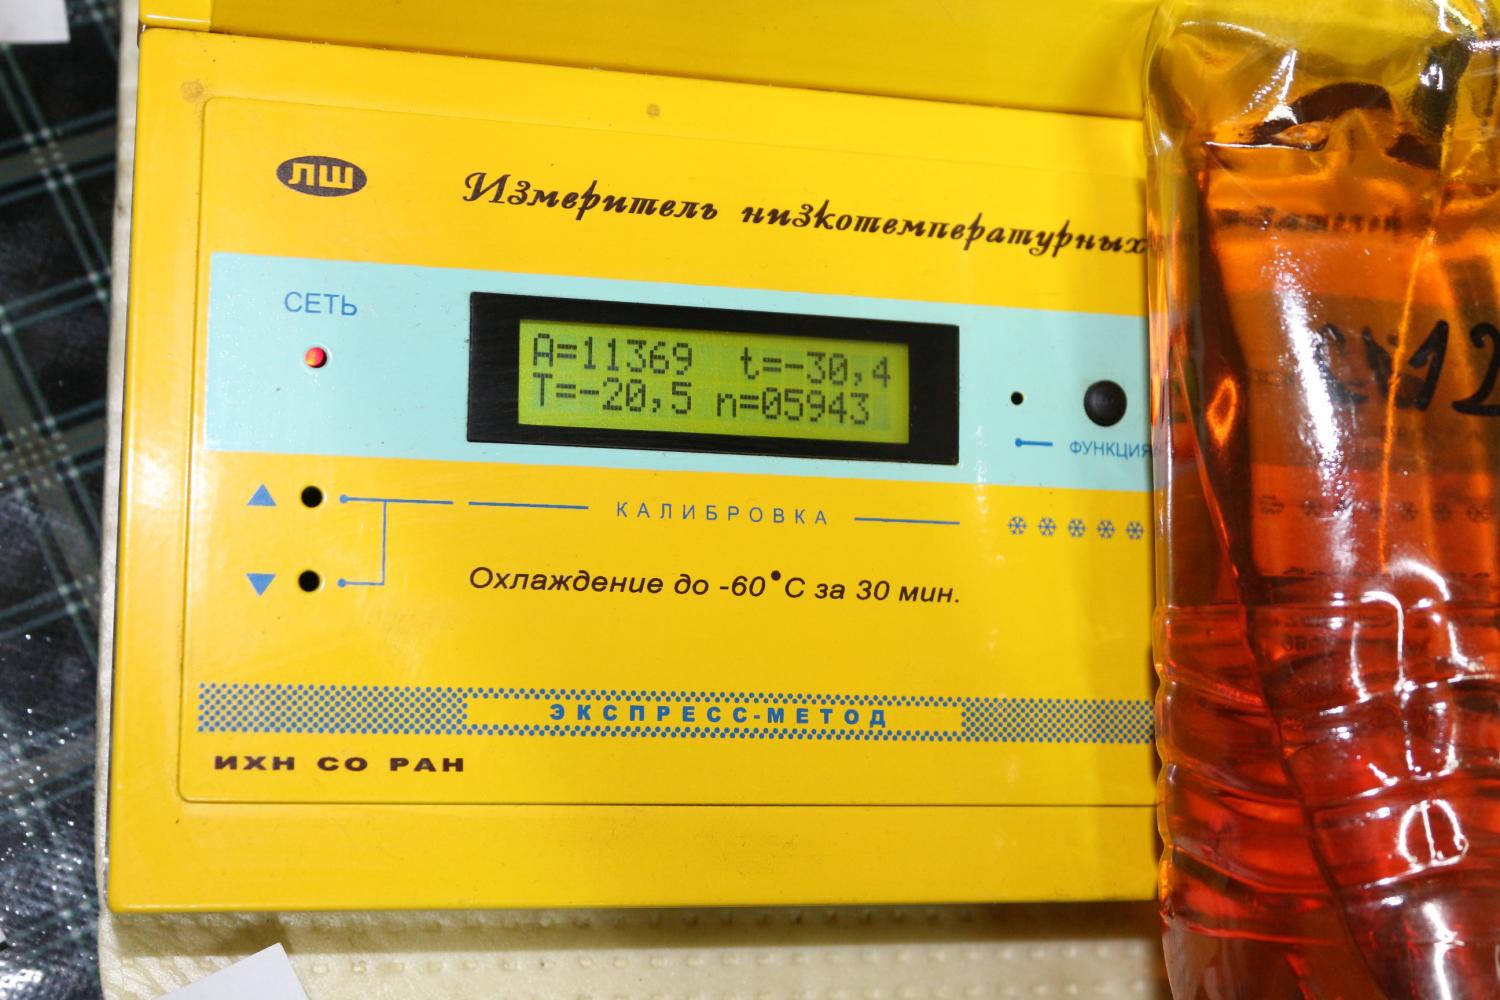 ЛШ
Измеритель низкотемпературных
СЕТЬ
A=11369 t=-30,4
T=-20,5 n=05943
ФУНКЦИЯ
КАЛИБРОВКА
Охлаждение до -60°C за 30 мин.
ЭКСПРЕСС-МЕТОД
ИХН СО РАН